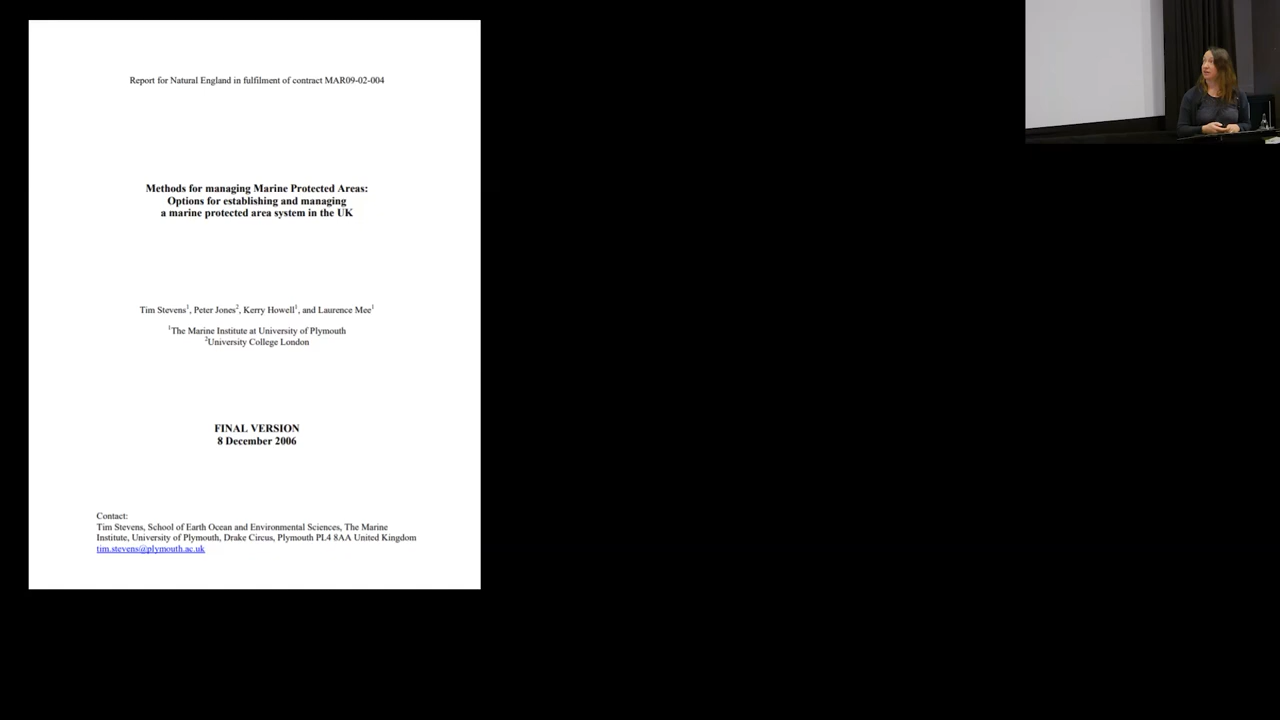 Report for Natural England in fulfilment of contract MAR09-02-004
Methods for managing Marine Protected Areas:
Options for establishing and managing
a marine protected area system in the UK
Tim Stevens1, Peter Jones2, Kerry Howell1, and Laurence Mee1
1The Marine Institute at University of Plymouth
2University College London
FINAL VERSION
8 December 2006
Contact:
Tim Stevens, School of Earth Ocean and Environmental Sciences, The Marine
Institute, University of Plymouth, Drake Circus, Plymouth PL4 8AA United Kingdom
tim.stevens@plymouth.ac.uk